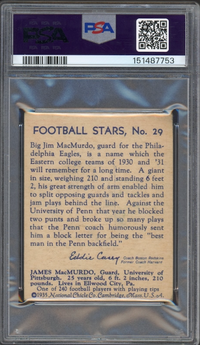 PSA
151487753
FOOTBALL STARS, No. 29
Big Jim MacMurdo, guard for the Phila-
delphia Eagles, is a name which the
Eastern college teams of 1930 and '31
will remember for a long time. A giant
in size, weighing 210 and standing 6 feet
2, his great strength of arm enabled him
to split opposing guards and tackles and
jam plays behind the line. Against the
University of Penn that year he blocked
two punts and broke up so many plays
that the Penn coach humorously sent
him a block letter for being the "best
man in the Penn backfield."
Eddie Casey
Coach Boston Redskins
Former Coach Harvard
JAMES MacMURDO, Guard, University of
Pittsburgh. 25 years old, 6 ft. 2 inches, 210
pounds. Lives in Ellwood City, Pa.
One of 240 football players with playing tips
©1935 National Chicle Co. Cambridge, Mass. U.S.A.